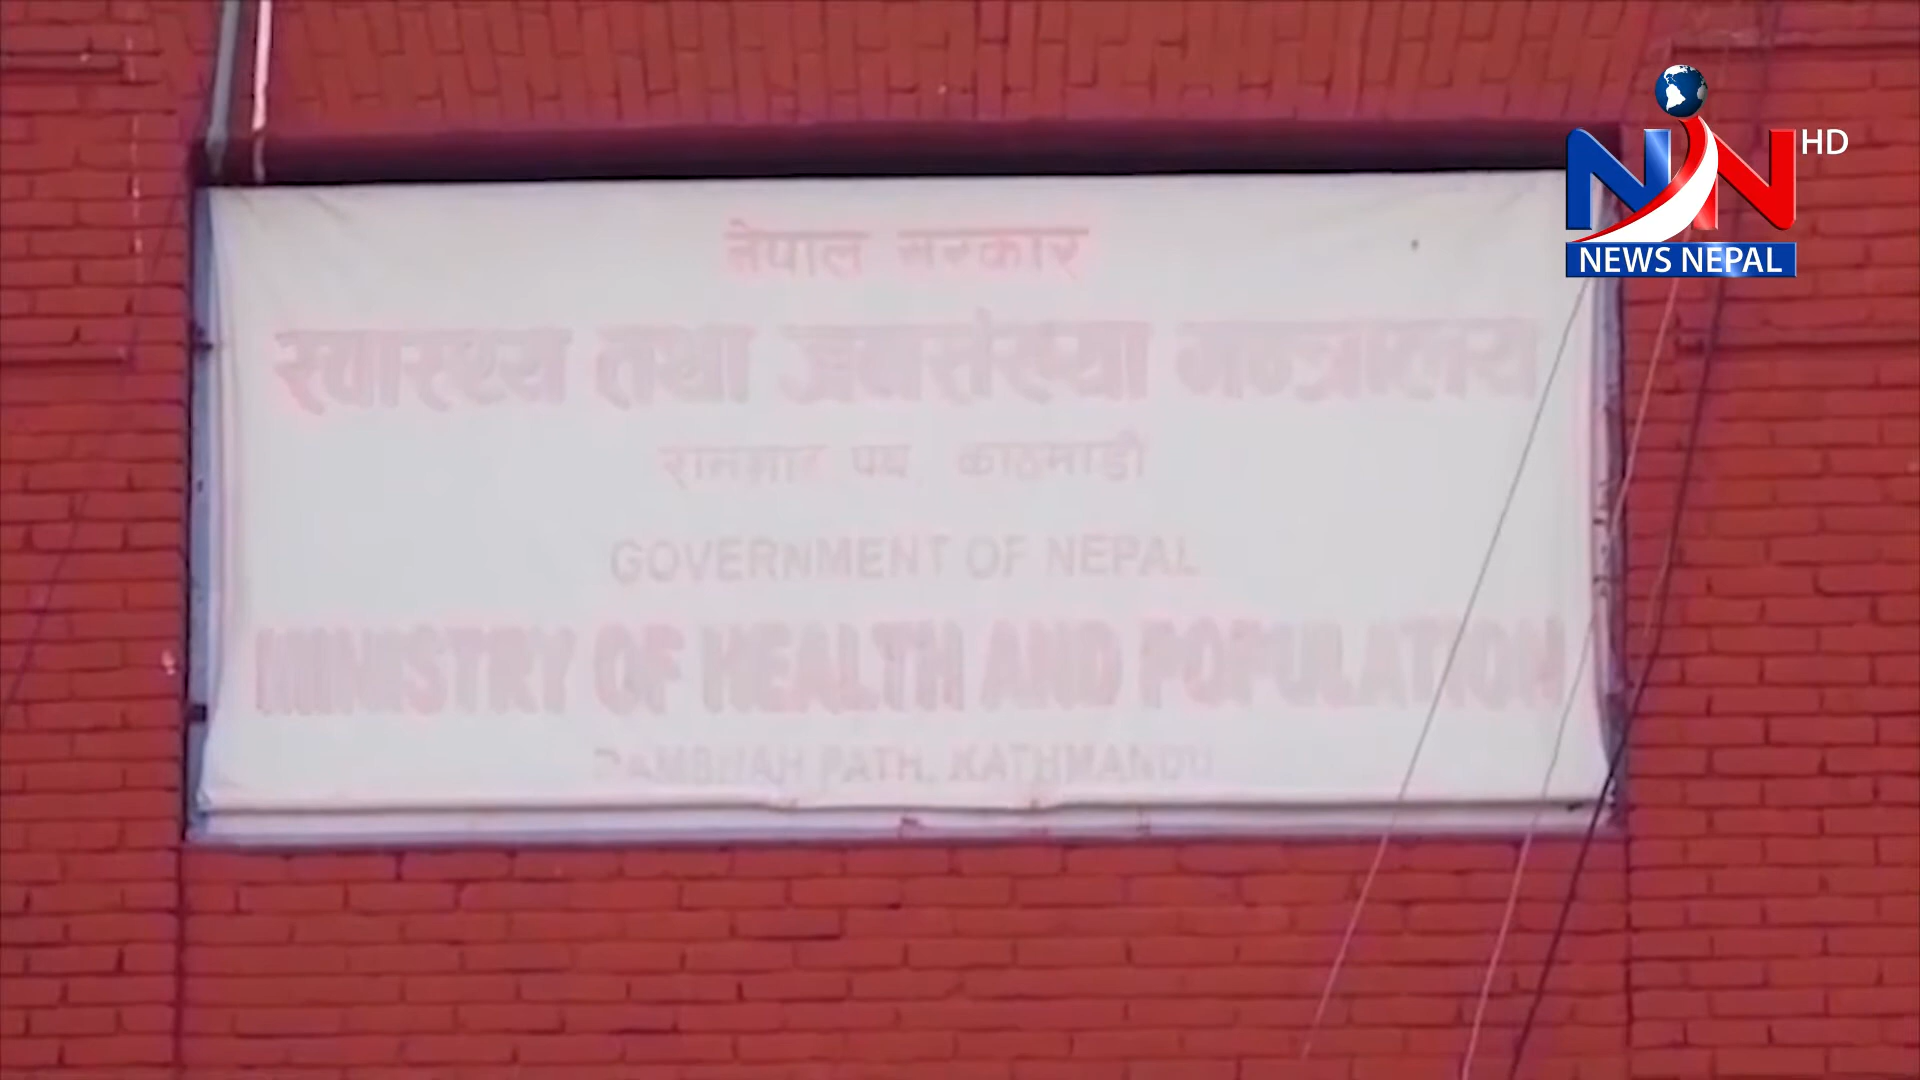 नेपाल सरकार
स्वास्थ्य तथा जनसंख्या मन्त्रालय
रामशाह पथ काठमाडौं
GOVERNMENT OF NEPAL
MINISTRY OF HEALTH AND POPULATION
RAMSHAH PATH, KATHMANDU
NN HD
NEWS NEPAL